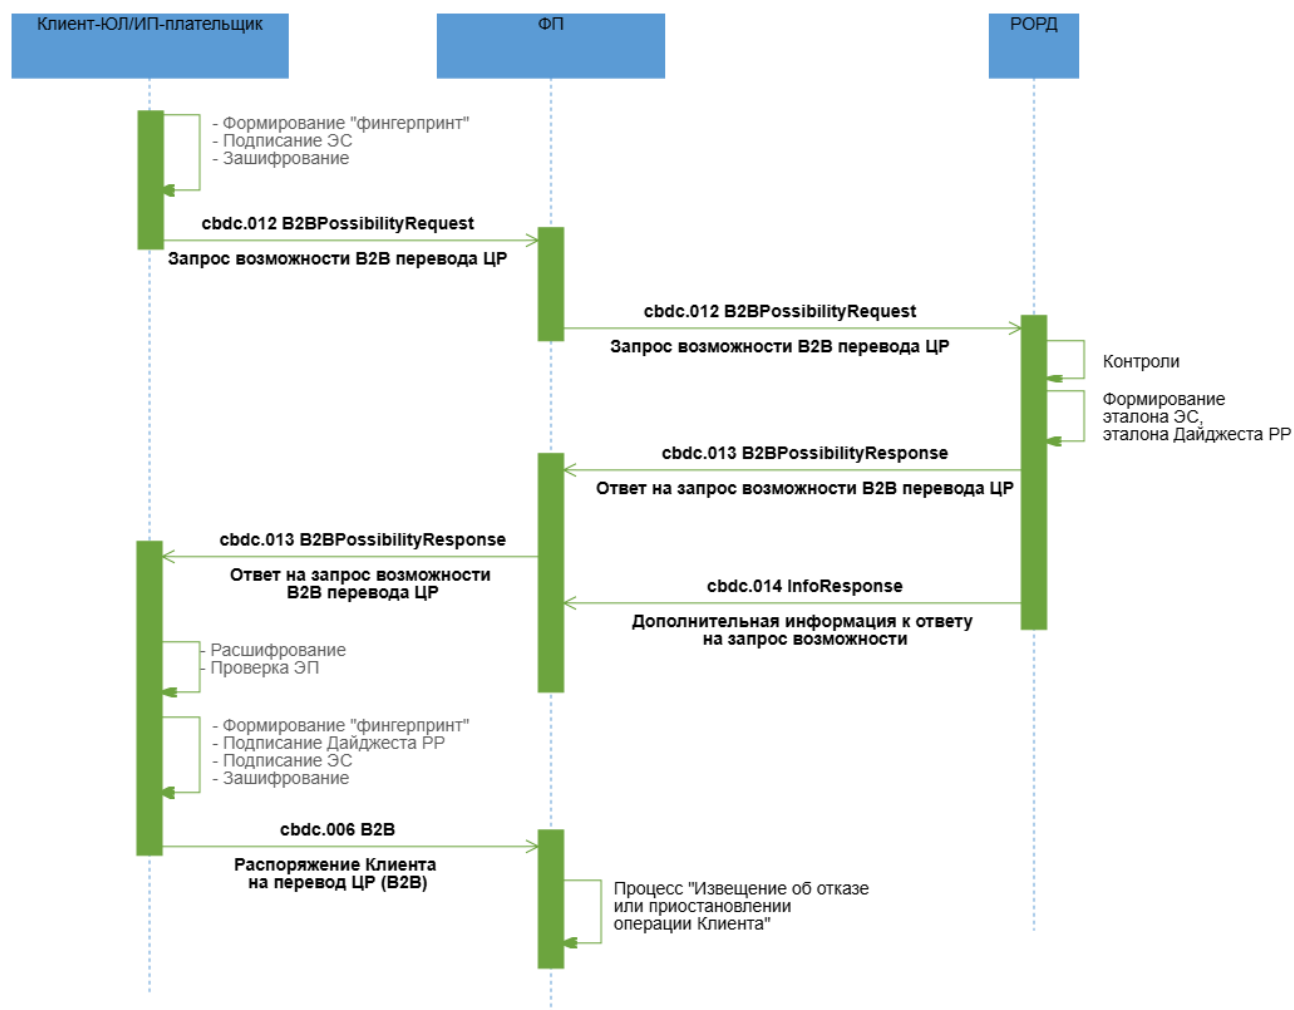 Клиент-ЮЛ/ИП-плательщик
ФП
РОРД
- Формирование "фингерпринт"
- Подписание ЭС
- Зашифрование
cbdc.012 B2BPossibilityRequest
Запрос возможности B2B перевода ЦР
cbdc.012 B2BPossibilityRequest
Запрос возможности B2B перевода ЦР
Контроли
Формирование
эталона ЭС,
эталона Дайджеста РР
cbdc.013 B2BPossibilityResponse
Ответ на запрос возможности B2B перевода ЦР
cbdc.013 B2BPossibilityResponse
Ответ на запрос возможности
B2B перевода ЦР
cbdc.014 InfoResponse
Дополнительная информация к ответу
на запрос возможности
- Расшифрование
- Проверка ЭП
- Формирование "фингерпринт"
- Подписание Дайджеста РР
- Подписание ЭС
- Зашифрование
cbdc.006 B2B
Распоряжение Клиента
на перевод ЦР (B2B)
Процесс "Извещение об отказе
или приостановлении
операции Клиента"